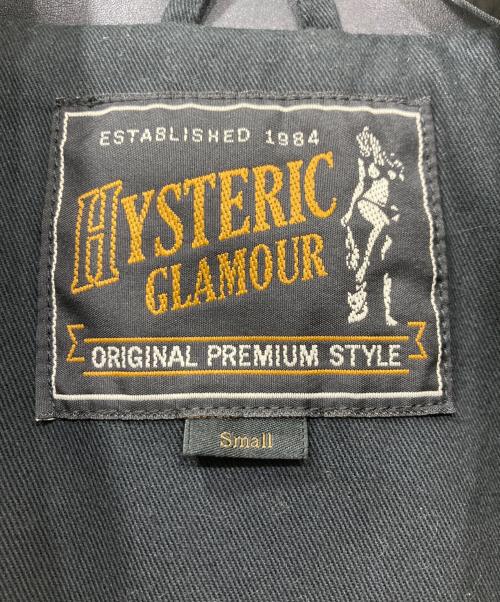 ESTABLISHED 1984
HYSTERIC
GLAMOUR
ORIGINAL PREMIUM STYLE
Small